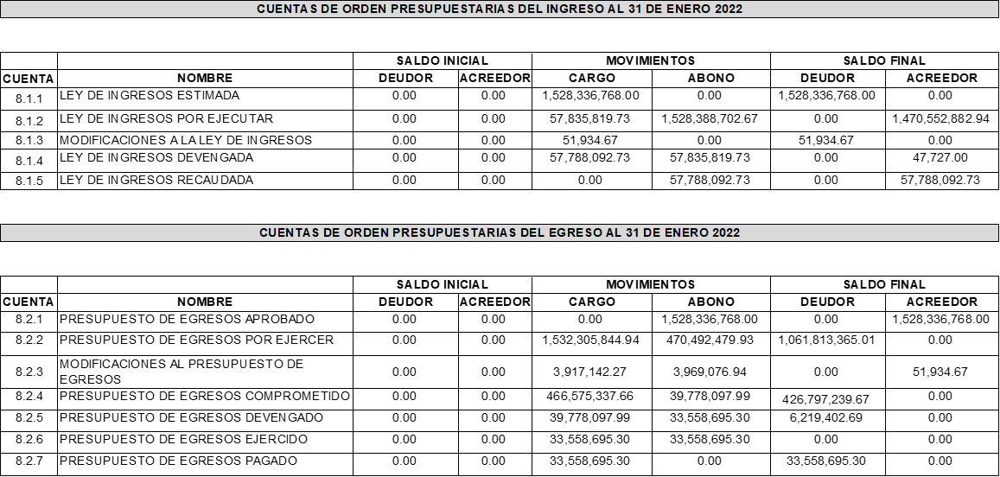 CUENTAS DE ORDEN PRESUPUESTARIAS DEL INGRESO AL 31 DE ENERO 2022
SALDO INICIAL MOVIMIENTOS SALDO FINAL
CUENTA NOMBRE DEUDOR ACREEDOR CARGO ABONO DEUDOR ACREEDOR
8.1.1 LEY DE INGRESOS ESTIMADA 0.00 0.00 1,528,336,768.00 0.00 1,528,336,768.00 0.00
8.1.2 LEY DE INGRESOS POR EJECUTAR 0.00 0.00 57,835,819.73 1,528,388,702.67 0.00 1,470,552,882.94
8.1.3 MODIFICACIONES A LA LEY DE INGRESOS 0.00 0.00 51,934.67 0.00 51,934.67 0.00
8.1.4 LEY DE INGRESOS DEVENGADA 0.00 0.00 57,788,092.73 57,835,819.73 0.00 47,727.00
8.1.5 LEY DE INGRESOS RECAUDADA 0.00 0.00 0.00 57,788,092.73 0.00 57,788,092.73
CUENTAS DE ORDEN PRESUPUESTARIAS DEL EGRESO AL 31 DE ENERO 2022
SALDO INICIAL MOVIMIENTOS SALDO FINAL
CUENTA NOMBRE DEUDOR ACREEDOR CARGO ABONO DEUDOR ACREEDOR
8.2.1 PRESUPUESTO DE EGRESOS APROBADO 0.00 0.00 0.00 1,528,336,768.00 0.00 1,528,336,768.00
8.2.2 PRESUPUESTO DE EGRESOS POR EJERCER 0.00 0.00 1,532,305,844.94 470,492,479.93 1,061,813,365.01 0.00
MODIFICACIONES AL PRESUPUESTO DE
8.2.3 EGRESOS 0.00 0.00 3,917,142.27 3,969,076.94 0.00 51,934.67
8.2.4 PRESUPUESTO DE EGRESOS COMPROMETIDO 0.00 0.00 466,575,337.66 39,778,097.99 426,797,239.67 0.00
8.2.5 PRESUPUESTO DE EGRESOS DEVENGADO 0.00 0.00 39,778,097.99 33,558,695.30 6,219,402.69 0.00
8.2.6 PRESUPUESTO DE EGRESOS EJERCIDO 0.00 0.00 33,558,695.30 33,558,695.30 0.00 0.00
8.2.7 PRESUPUESTO DE EGRESOS PAGADO 0.00 0.00 33,558,695.30 0.00 33,558,695.30 0.00